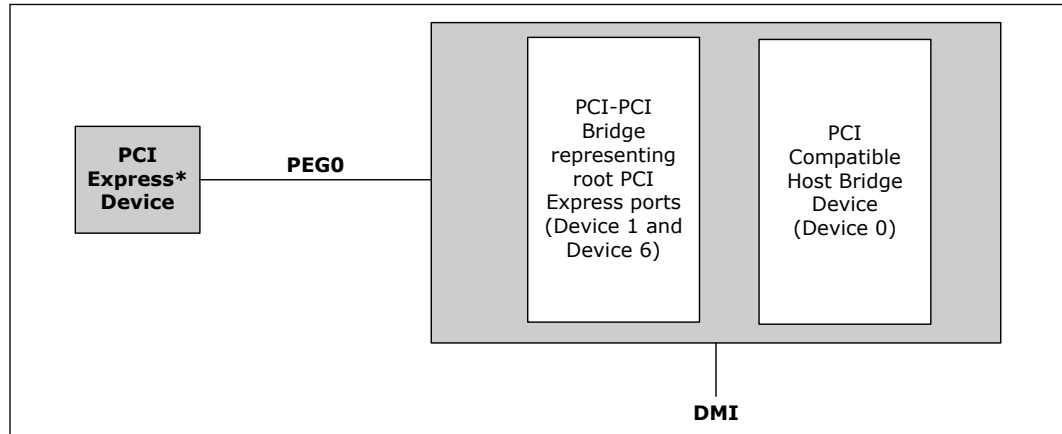 PCI
Express*
Device
PEG0
PCI-PCI
Bridge
representing
root PCI
Express ports
(Device 1 and
Device 6)
PCI
Compatible
Host Bridge
Device
(Device 0)
DMI